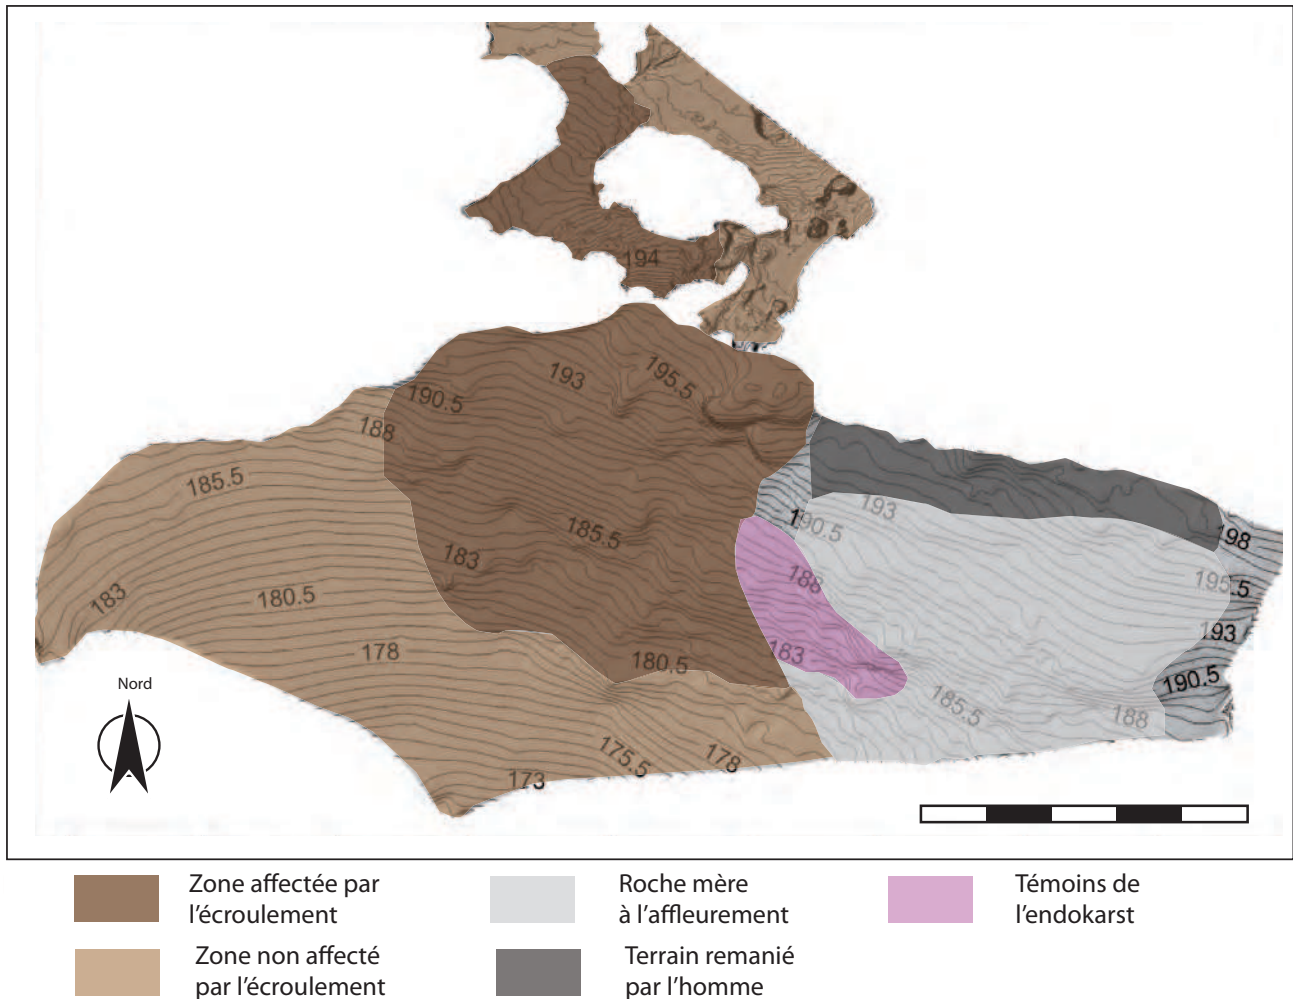 194
193
195.5
190.5
188
185.5
193
190.5
198
185.5
183
188
195.5
183
180.5
193
178
183
180.5
190.5
185.5
188
Nord
175.5
178
173
Zone affectée par
l'écroulement
Roche mère
à l'affleurement
Témoins de
l'endokarst
Zone non affecté
par l'écroulement
Terrain remanié
par l'homme